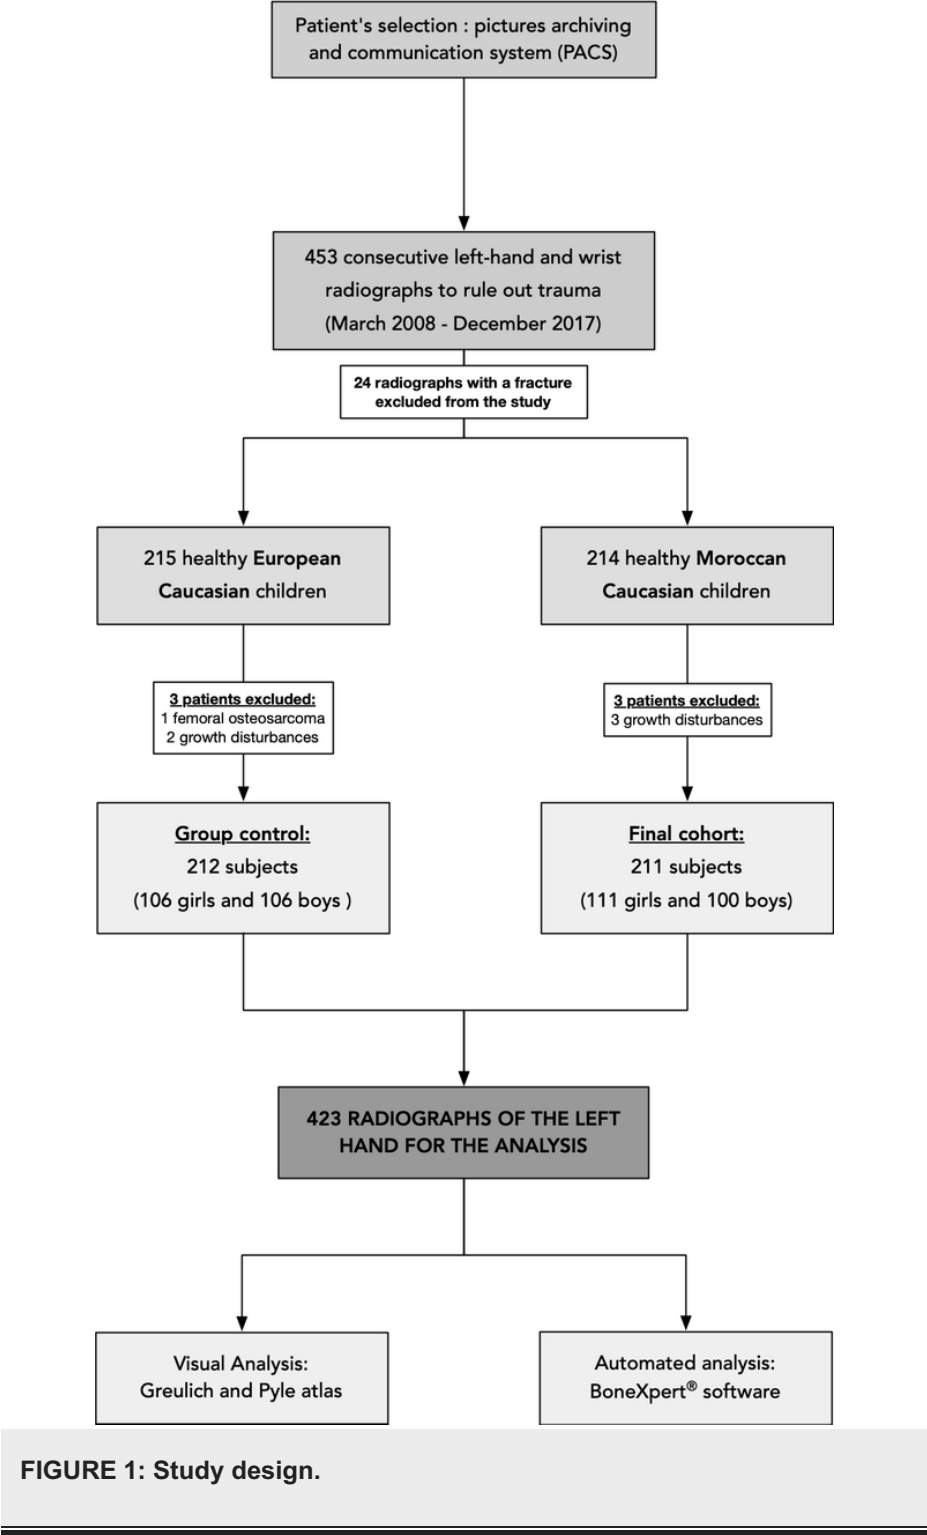 Patient's selection : pictures archiving
and communication system (PACS)
453 consecutive left-hand and wrist
radiographs to rule out trauma
(March 2008 - December 2017)
24 radiographs with a fracture
excluded from the study
215 healthy European
Caucasian children
214 healthy Moroccan
Caucasian children
3 patients excluded:
1 femoral osteosarcoma
2 growth disturbances
3 patients excluded:
3 growth disturbances
Group control:
212 subjects
(106 girls and 106 boys )
Final cohort:
211 subjects
(111 girls and 100 boys)
423 RADIOGRAPHS OF THE LEFT
HAND FOR THE ANALYSIS
Visual Analysis:
Greulich and Pyle atlas
Automated analysis:
BoneXpert® software
FIGURE 1: Study design.